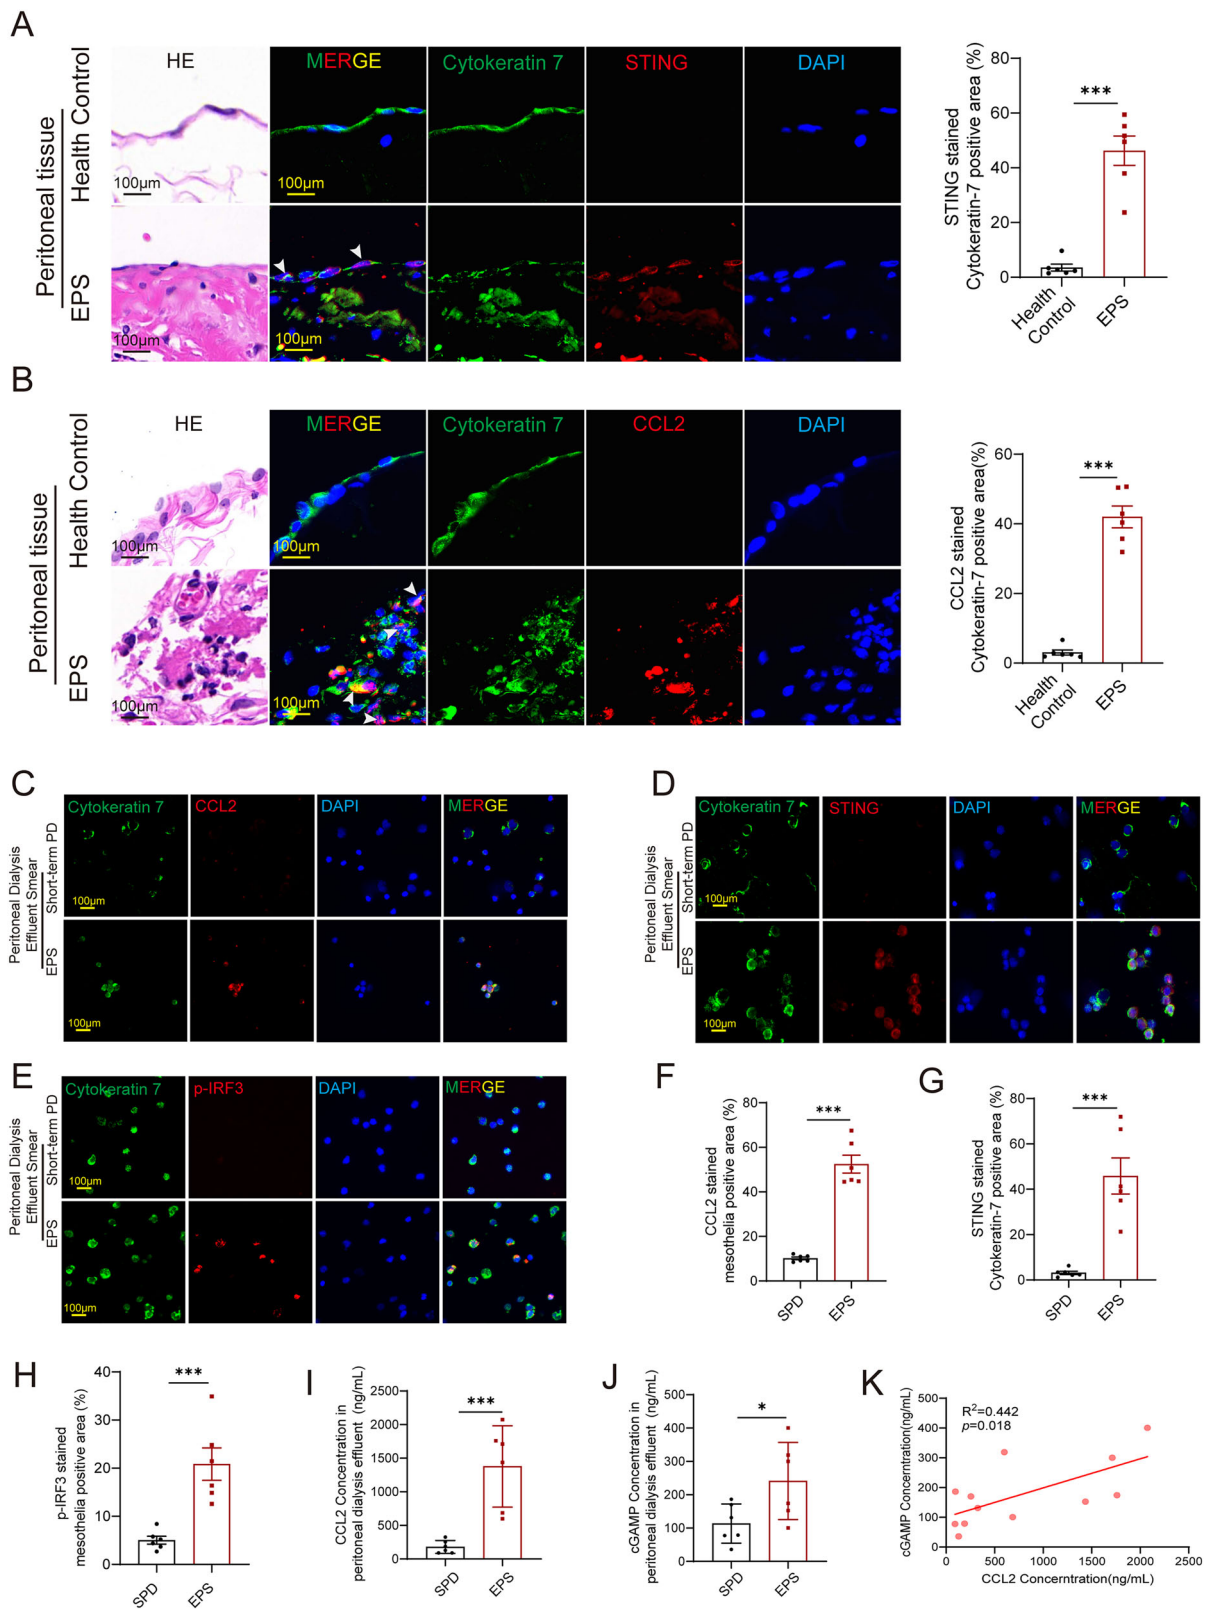 A
Peritoneal tissue
Health Control
EPS
HE
MERGE
Cytokeratin 7
STING
DAPI
100μm
100μm
100μm
100μm
STING stained
Cytokeratin-7 positive area (%)
80
60
40
20
0
***
Health
Control
EPS
B
Peritoneal tissue
Health Control
EPS
HE
MERGE
Cytokeratin 7
CCL2
DAPI
100μm
100μm
100μm
100μm
CCL2 stained
Cytokeratin-7 positive area(%)
60
40
20
0
***
Health
Control
EPS
C
Peritoneal Dialysis
Effluent Smear
Short-term PD
EPS
Cytokeratin 7
CCL2
DAPI
MERGE
100μm
100μm
D
Peritoneal Dialysis
Effluent Smear
Short-term PD
EPS
Cytokeratin 7
STING
DAPI
MERGE
100μm
100μm
E
Peritoneal Dialysis
Effluent Smear
Short-term PD
EPS
Cytokeratin 7
p-IRF3
DAPI
MERGE
100μm
100μm
F
CCL2 stained
mesothelia positive area (%)
80
60
40
20
0
***
SPD
EPS
G
STING stained
Cytokeratin-7 positive area (%)
80
60
40
20
0
***
SPD
EPS
H
p-IRF3 stained
mesothelia positive area (%)
40
30
20
10
0
***
SPD
EPS
I
CCL2 Concentration in
peritoneal dialysis effluent (ng/mL)
2500
2000
1500
1000
500
0
***
SPD
EPS
J
cGAMP Concentration in
peritoneal dialysis effluent (ng/mL)
500
400
300
200
100
0
*
SPD
EPS
K
cGAMP Concerntration(ng/mL)
500
400
300
200
100
0
R²=0.442
p=0.018
0
500
1000
1500
2000
2500
CCL2 Concerntration(ng/mL)